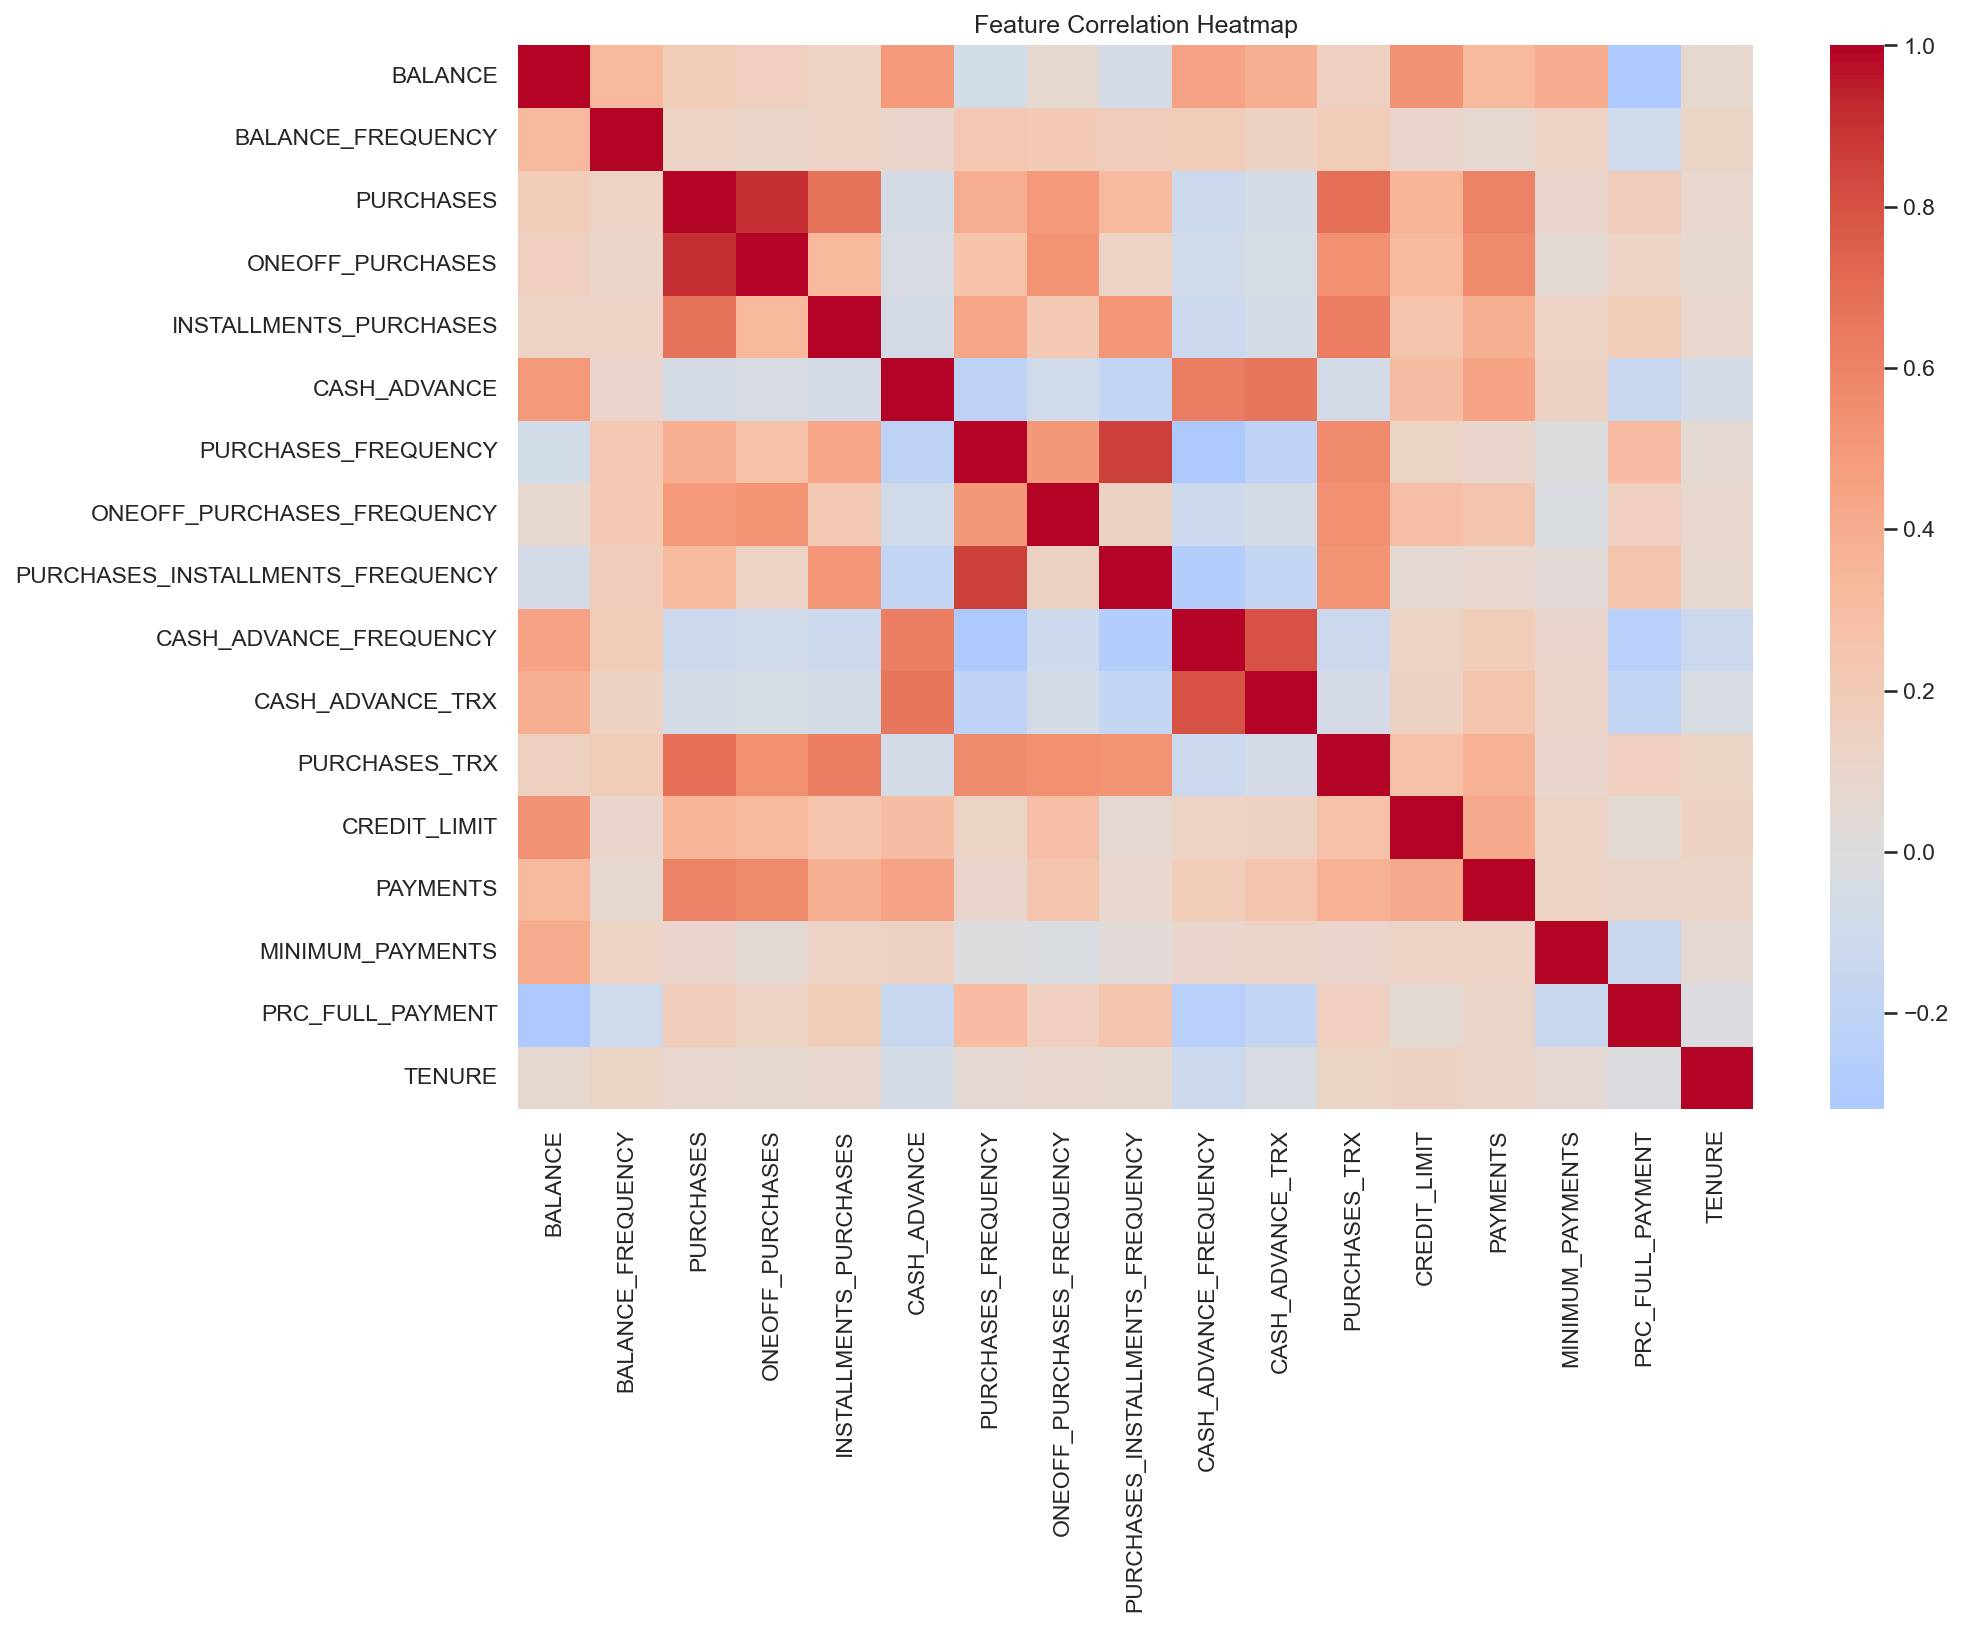 Feature Correlation Heatmap
BALANCE
BALANCE_FREQUENCY
PURCHASES
ONEOFF_PURCHASES
INSTALLMENTS_PURCHASES
CASH_ADVANCE
PURCHASES_FREQUENCY
ONEOFF_PURCHASES_FREQUENCY
PURCHASES_INSTALLMENTS_FREQUENCY
CASH_ADVANCE_FREQUENCY
CASH_ADVANCE_TRX
PURCHASES_TRX
CREDIT_LIMIT
PAYMENTS
MINIMUM_PAYMENTS
PRC_FULL_PAYMENT
TENURE
BALANCE
BALANCE_FREQUENCY
PURCHASES
ONEOFF_PURCHASES
INSTALLMENTS_PURCHASES
CASH_ADVANCE
PURCHASES_FREQUENCY
ONEOFF_PURCHASES_FREQUENCY
PURCHASES_INSTALLMENTS_FREQUENCY
CASH_ADVANCE_FREQUENCY
CASH_ADVANCE_TRX
PURCHASES_TRX
CREDIT_LIMIT
PAYMENTS
MINIMUM_PAYMENTS
PRC_FULL_PAYMENT
TENURE
1.0
0.8
0.6
0.4
0.2
0.0
−0.2